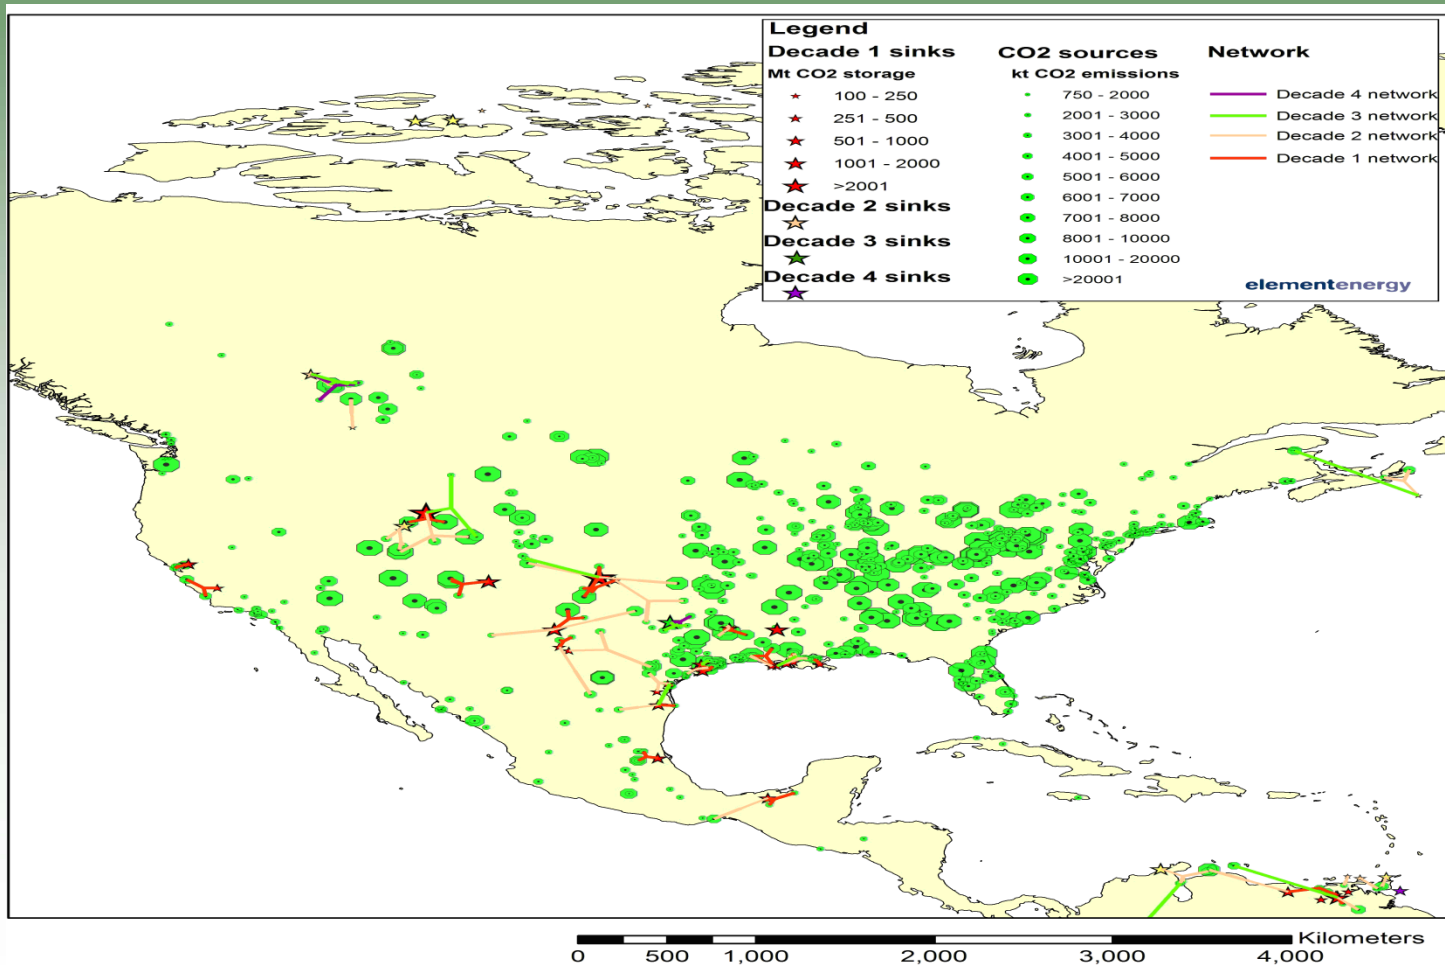 Legend
Decade 1 sinks
Mt CO2 storage
100 - 250
251 - 500
501 - 1000
1001 - 2000
>2001
Decade 2 sinks
Decade 3 sinks
Decade 4 sinks
CO2 sources
kt CO2 emissions
750 - 2000
2001 - 3000
3001 - 4000
4001 - 5000
5001 - 6000
6001 - 7000
7001 - 8000
8001 - 10000
10001 - 20000
>20001
Network
Decade 4 network
Decade 3 network
Decade 2 network
Decade 1 network
elementenergy
Kilometers
0 500 1,000 2,000 3,000 4,000